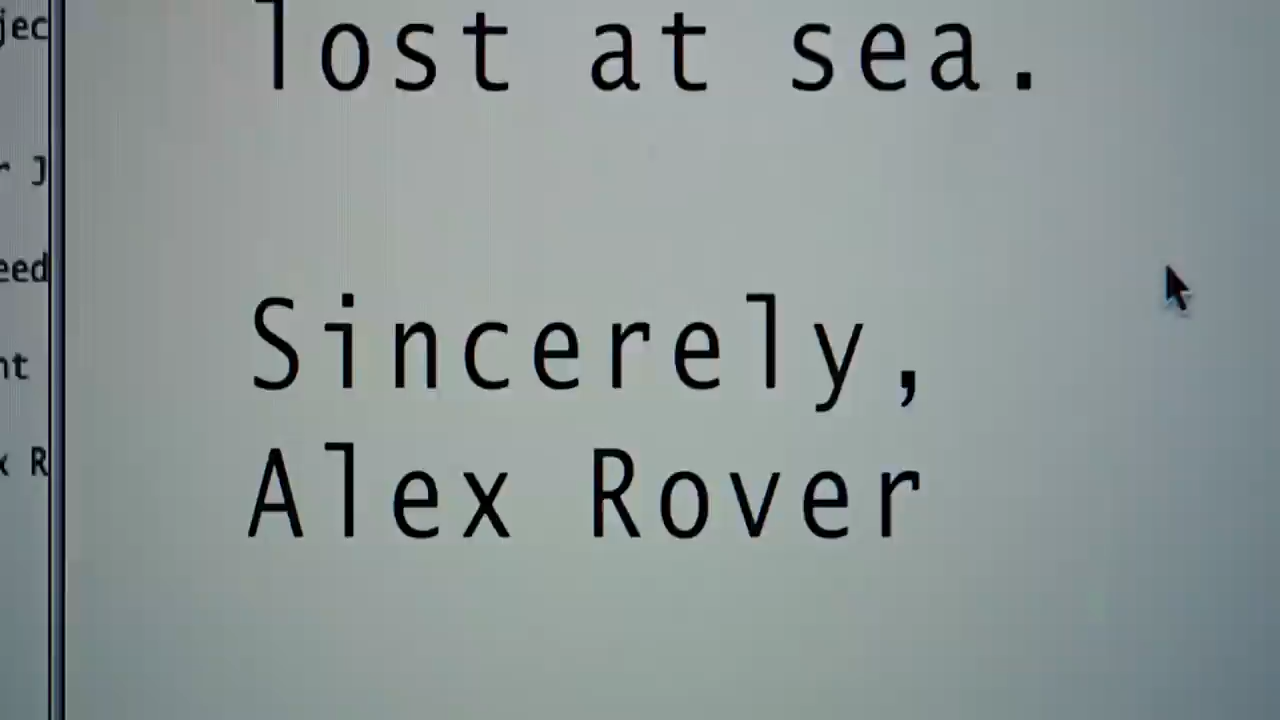 lost at sea.
Sincerely,
Alex Rover